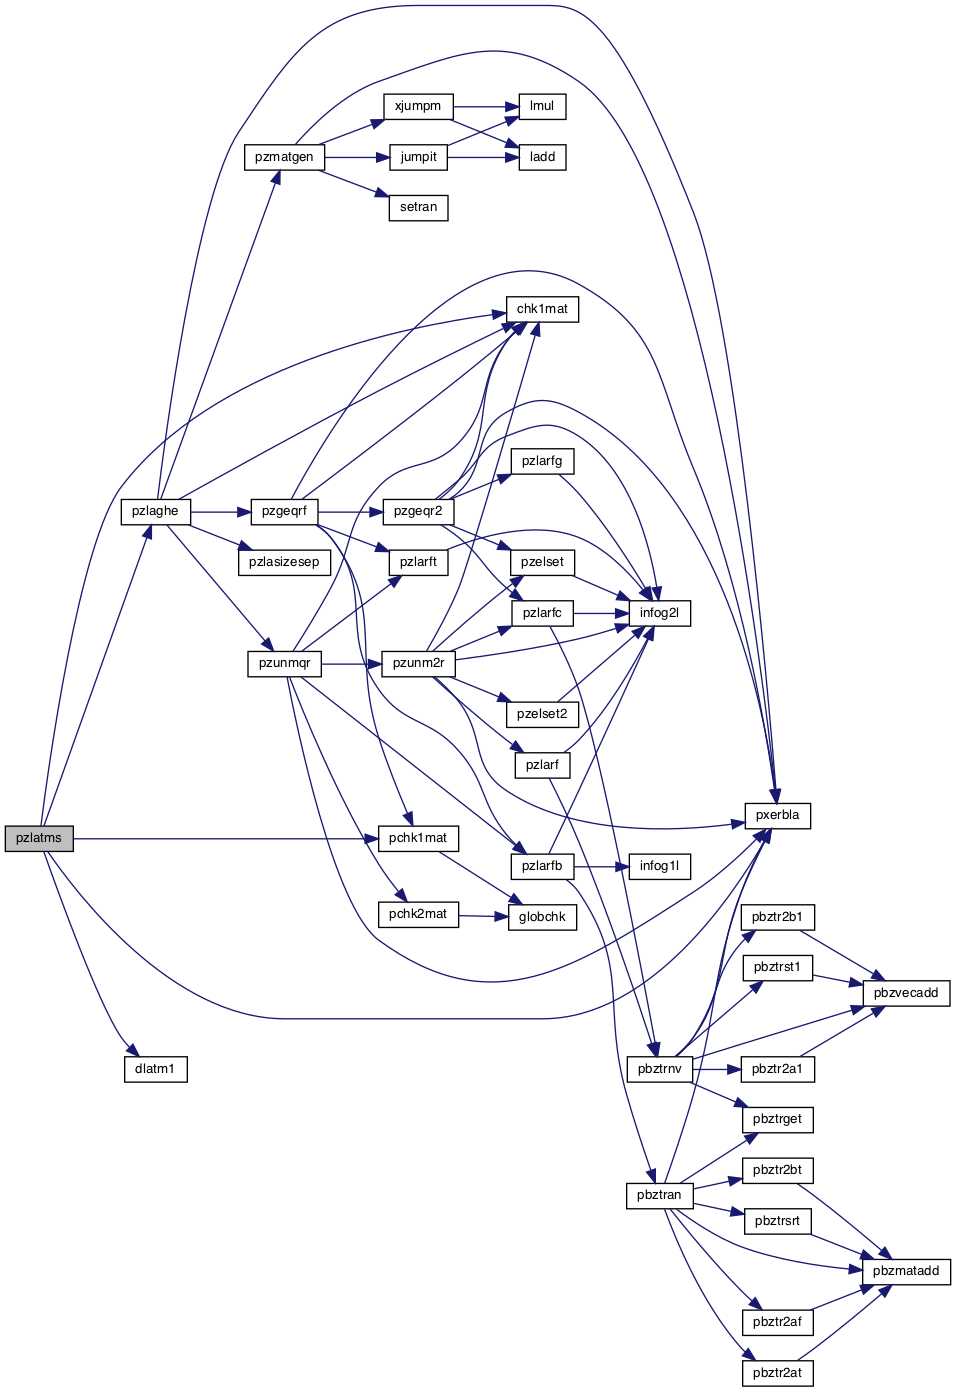 xjumpm
lmul
pzmatgen
jumpit
ladd
setran
chk1mat
pzlarfg
pzlaghe
pzgeqrf
pzgeqr2
pzlasizesep
pzlarft
pzelset
pzlarfc
infog2l
pzunmqr
pzunm2r
pzelset2
pzlarf
pxerbla
pzlatms
pchk1mat
pzlarfb
infog1l
pchk2mat
globchk
pbztr2b1
pbztrst1
pbzvecadd
dlatm1
pbztrnv
pbztr2a1
pbztrget
pbztr2bt
pbztran
pbztrsrt
pbzmatadd
pbztr2af
pbztr2at